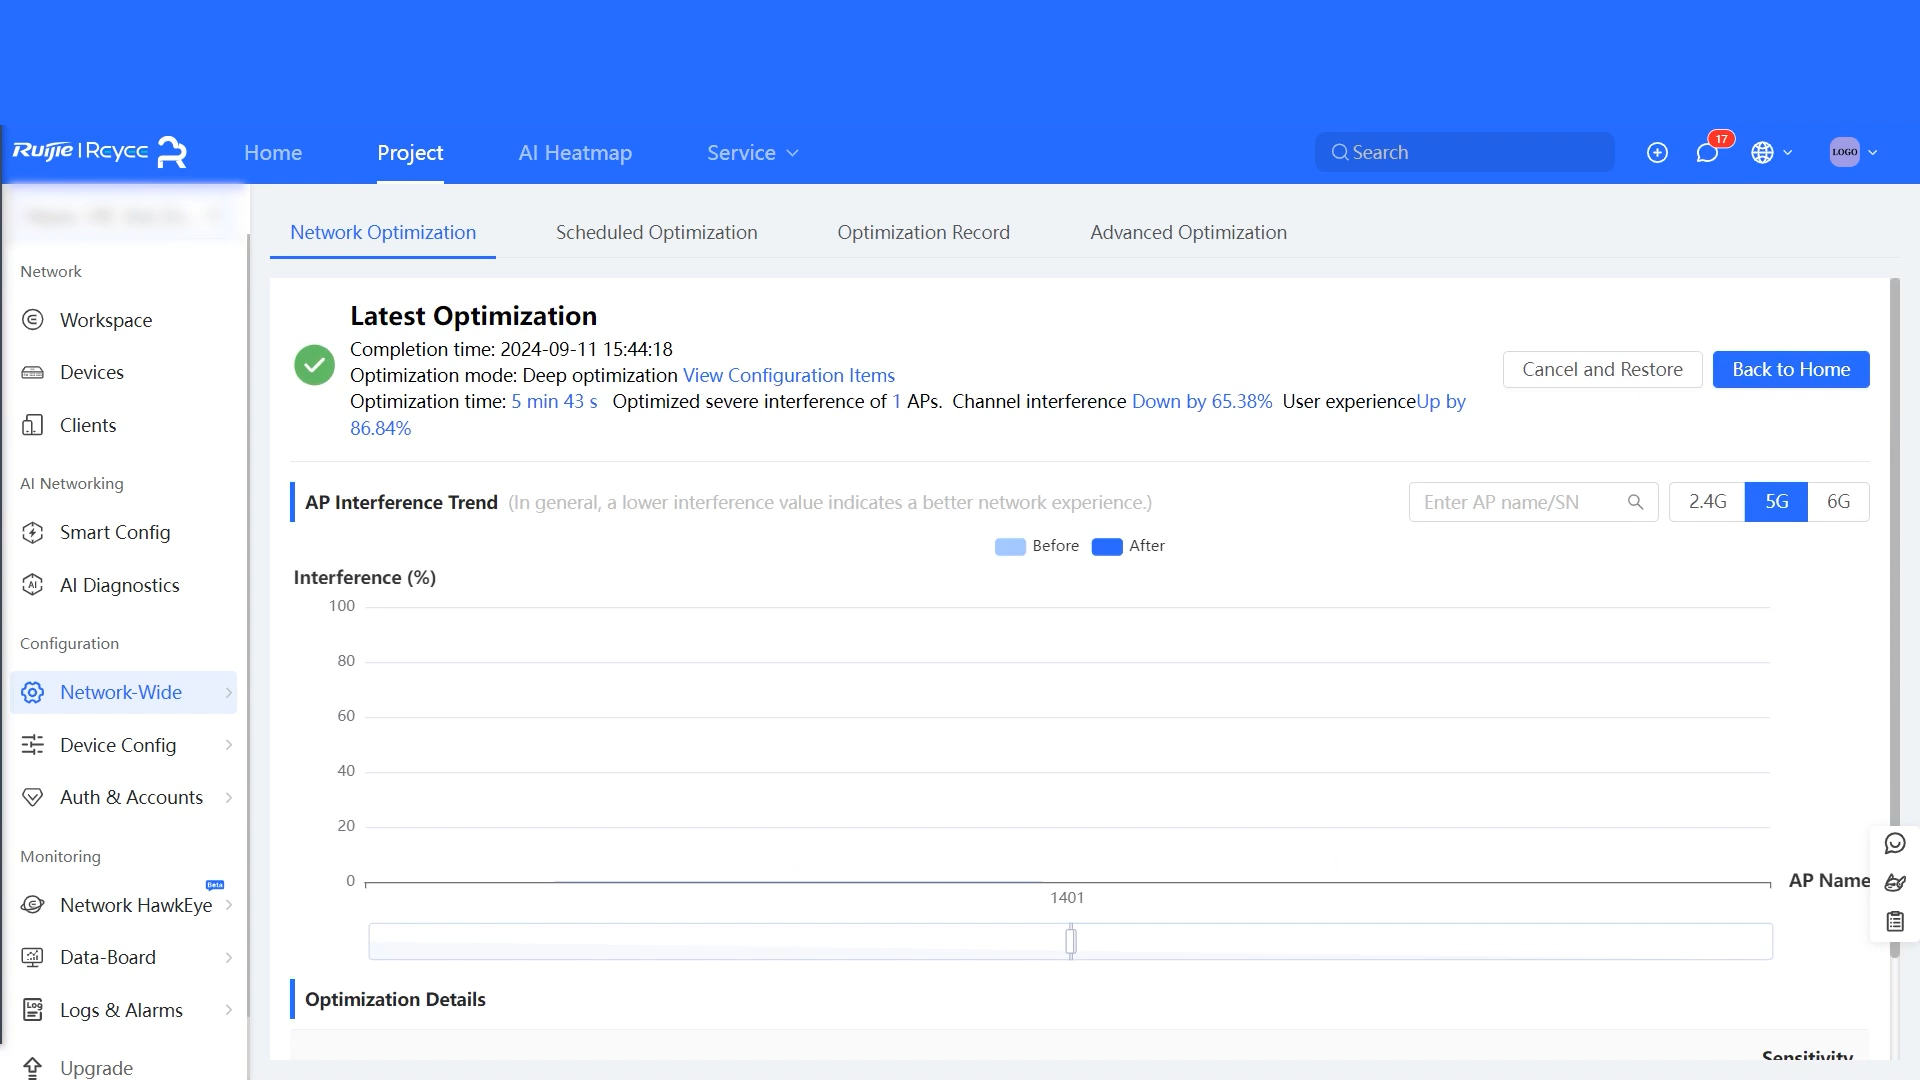 Ruijie | Reyee
Home
Project
AI Heatmap
Service
Search
17
LOGO
Network
Workspace
Devices
Clients
AI Networking
Smart Config
AI Diagnostics
Configuration
Network-Wide
Device Config
Auth & Accounts
Monitoring
Beta
Network HawkEye
Data-Board
Logs & Alarms
Upgrade
Network Optimization
Scheduled Optimization
Optimization Record
Advanced Optimization
Latest Optimization
Completion time: 2024-09-11 15:44:18
Optimization mode: Deep optimization View Configuration Items
Optimization time: 5 min 43 s Optimized severe interference of 1 APs. Channel interference Down by 65.38% User experienceUp by
86.84%
Cancel and Restore
Back to Home
AP Interference Trend (In general, a lower interference value indicates a better network experience.)
Enter AP name/SN
2.4G
5G
6G
Before
After
Interference (%)
100
80
60
40
20
0
1401
AP Name
Optimization Details
Sensitivity